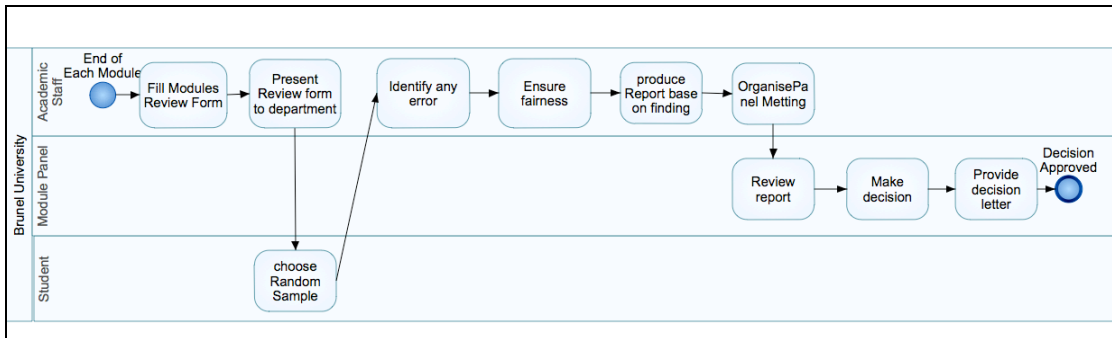 Brunel University
Academic
Staff
End of
Each Module
Fill Modules
Review Form
Present
Review form
to department
Identify any
error
Ensure
fairness
produce
Report base
on finding
OrganisePa
nel Metting
Module Panel
Review
report
Make
decision
Provide
decision
letter
Decision
Approved
Student
choose
Random
Sample